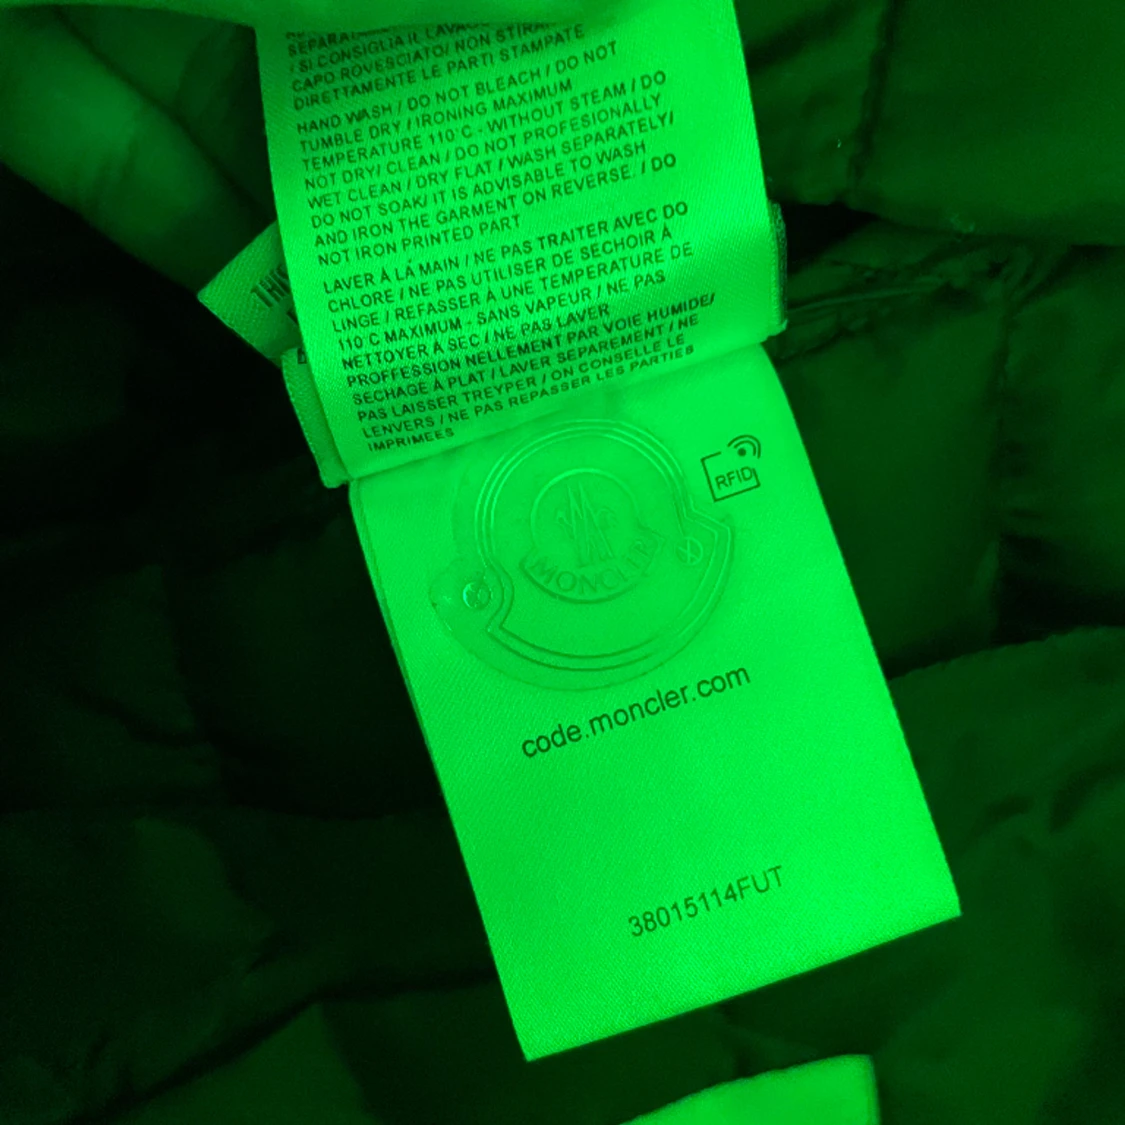 SEPARATAMENTE
/ SI CONSIGLIA IL LAVAGGIO
CAPO ROVESCIATO/ NON STIRARE
DIRETTAMENTE LE PARTI STAMPATE
HAND WASH / DO NOT BLEACH / DO NOT
TUMBLE DRY / IRONING MAXIMUM
TEMPERATURE 110°C - WITHOUT STEAM / DO
NOT DRY/ CLEAN / DO NOT PROFESIONALLY
WET CLEAN / DRY FLAT / WASH SEPARATELY/
DO NOT SOAK/ IT IS ADVISABLE TO WASH
AND IRON THE GARMENT ON REVERSE. / DO
NOT IRON PRINTED PART
LAVER À LÁ MAIN / NE PAS TRAITER AVEC DO
CHLORE / NE PAS UTILISER DE SECHOIR À
LINGE / REFASSER À UNE TEMPERATURE DE
110°C MAXIMUM - SANS VAPEUR / NE PAS
NETTOYER À SEC / NE PAS LAVER
PROFFESSION NELLEMENT PAR VOIE HUMIDE/
SECHAGE À PLAT / LAVER SEPAREMENT / NE
PAS LAISSER TREYPER / ON CONSELLE LE
LENVERS / NE PAS REPASSER LES PARTIES
IMPRIMEES
RFID
MONCLER
code.moncler.com
38015114FUT